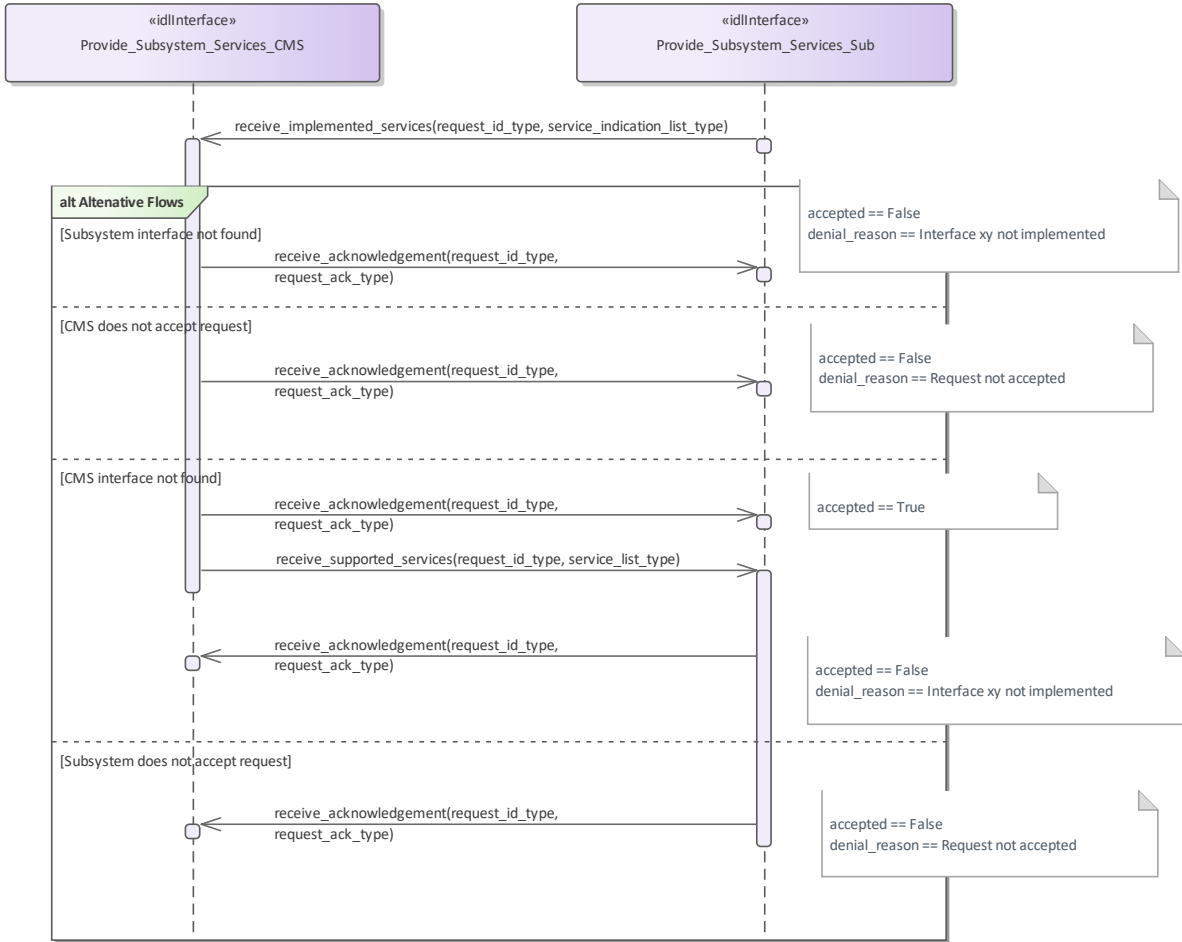 «idlInterface»
Provide_Subsystem_Services_CMS
«idlInterface»
Provide_Subsystem_Services_Sub
receive_implemented_services(request_id_type, service_indication_list_type)
alt Altenative Flows
[Subsystem interface not found]
receive_acknowledgement(request_id_type,
request_ack_type)
accepted == False
denial_reason == Interface xy not implemented
[CMS does not accept request]
receive_acknowledgement(request_id_type,
request_ack_type)
accepted == False
denial_reason == Request not accepted
[CMS interface not found]
receive_acknowledgement(request_id_type,
request_ack_type)
accepted == True
receive_supported_services(request_id_type, service_list_type)
receive_acknowledgement(request_id_type,
request_ack_type)
accepted == False
denial_reason == Interface xy not implemented
[Subsystem does not accept request]
receive_acknowledgement(request_id_type,
request_ack_type)
accepted == False
denial_reason == Request not accepted